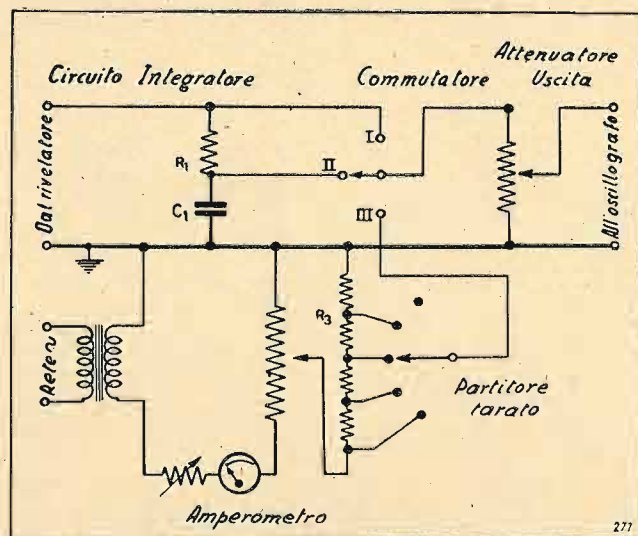 Circuito Integratore
Commutatore
Attenuatore
Uscita
Dal rivelatore
R1
C1
I
II
III
All'oscillografo
Rete∿
R3
Partitore
tarato
Amperometro
277